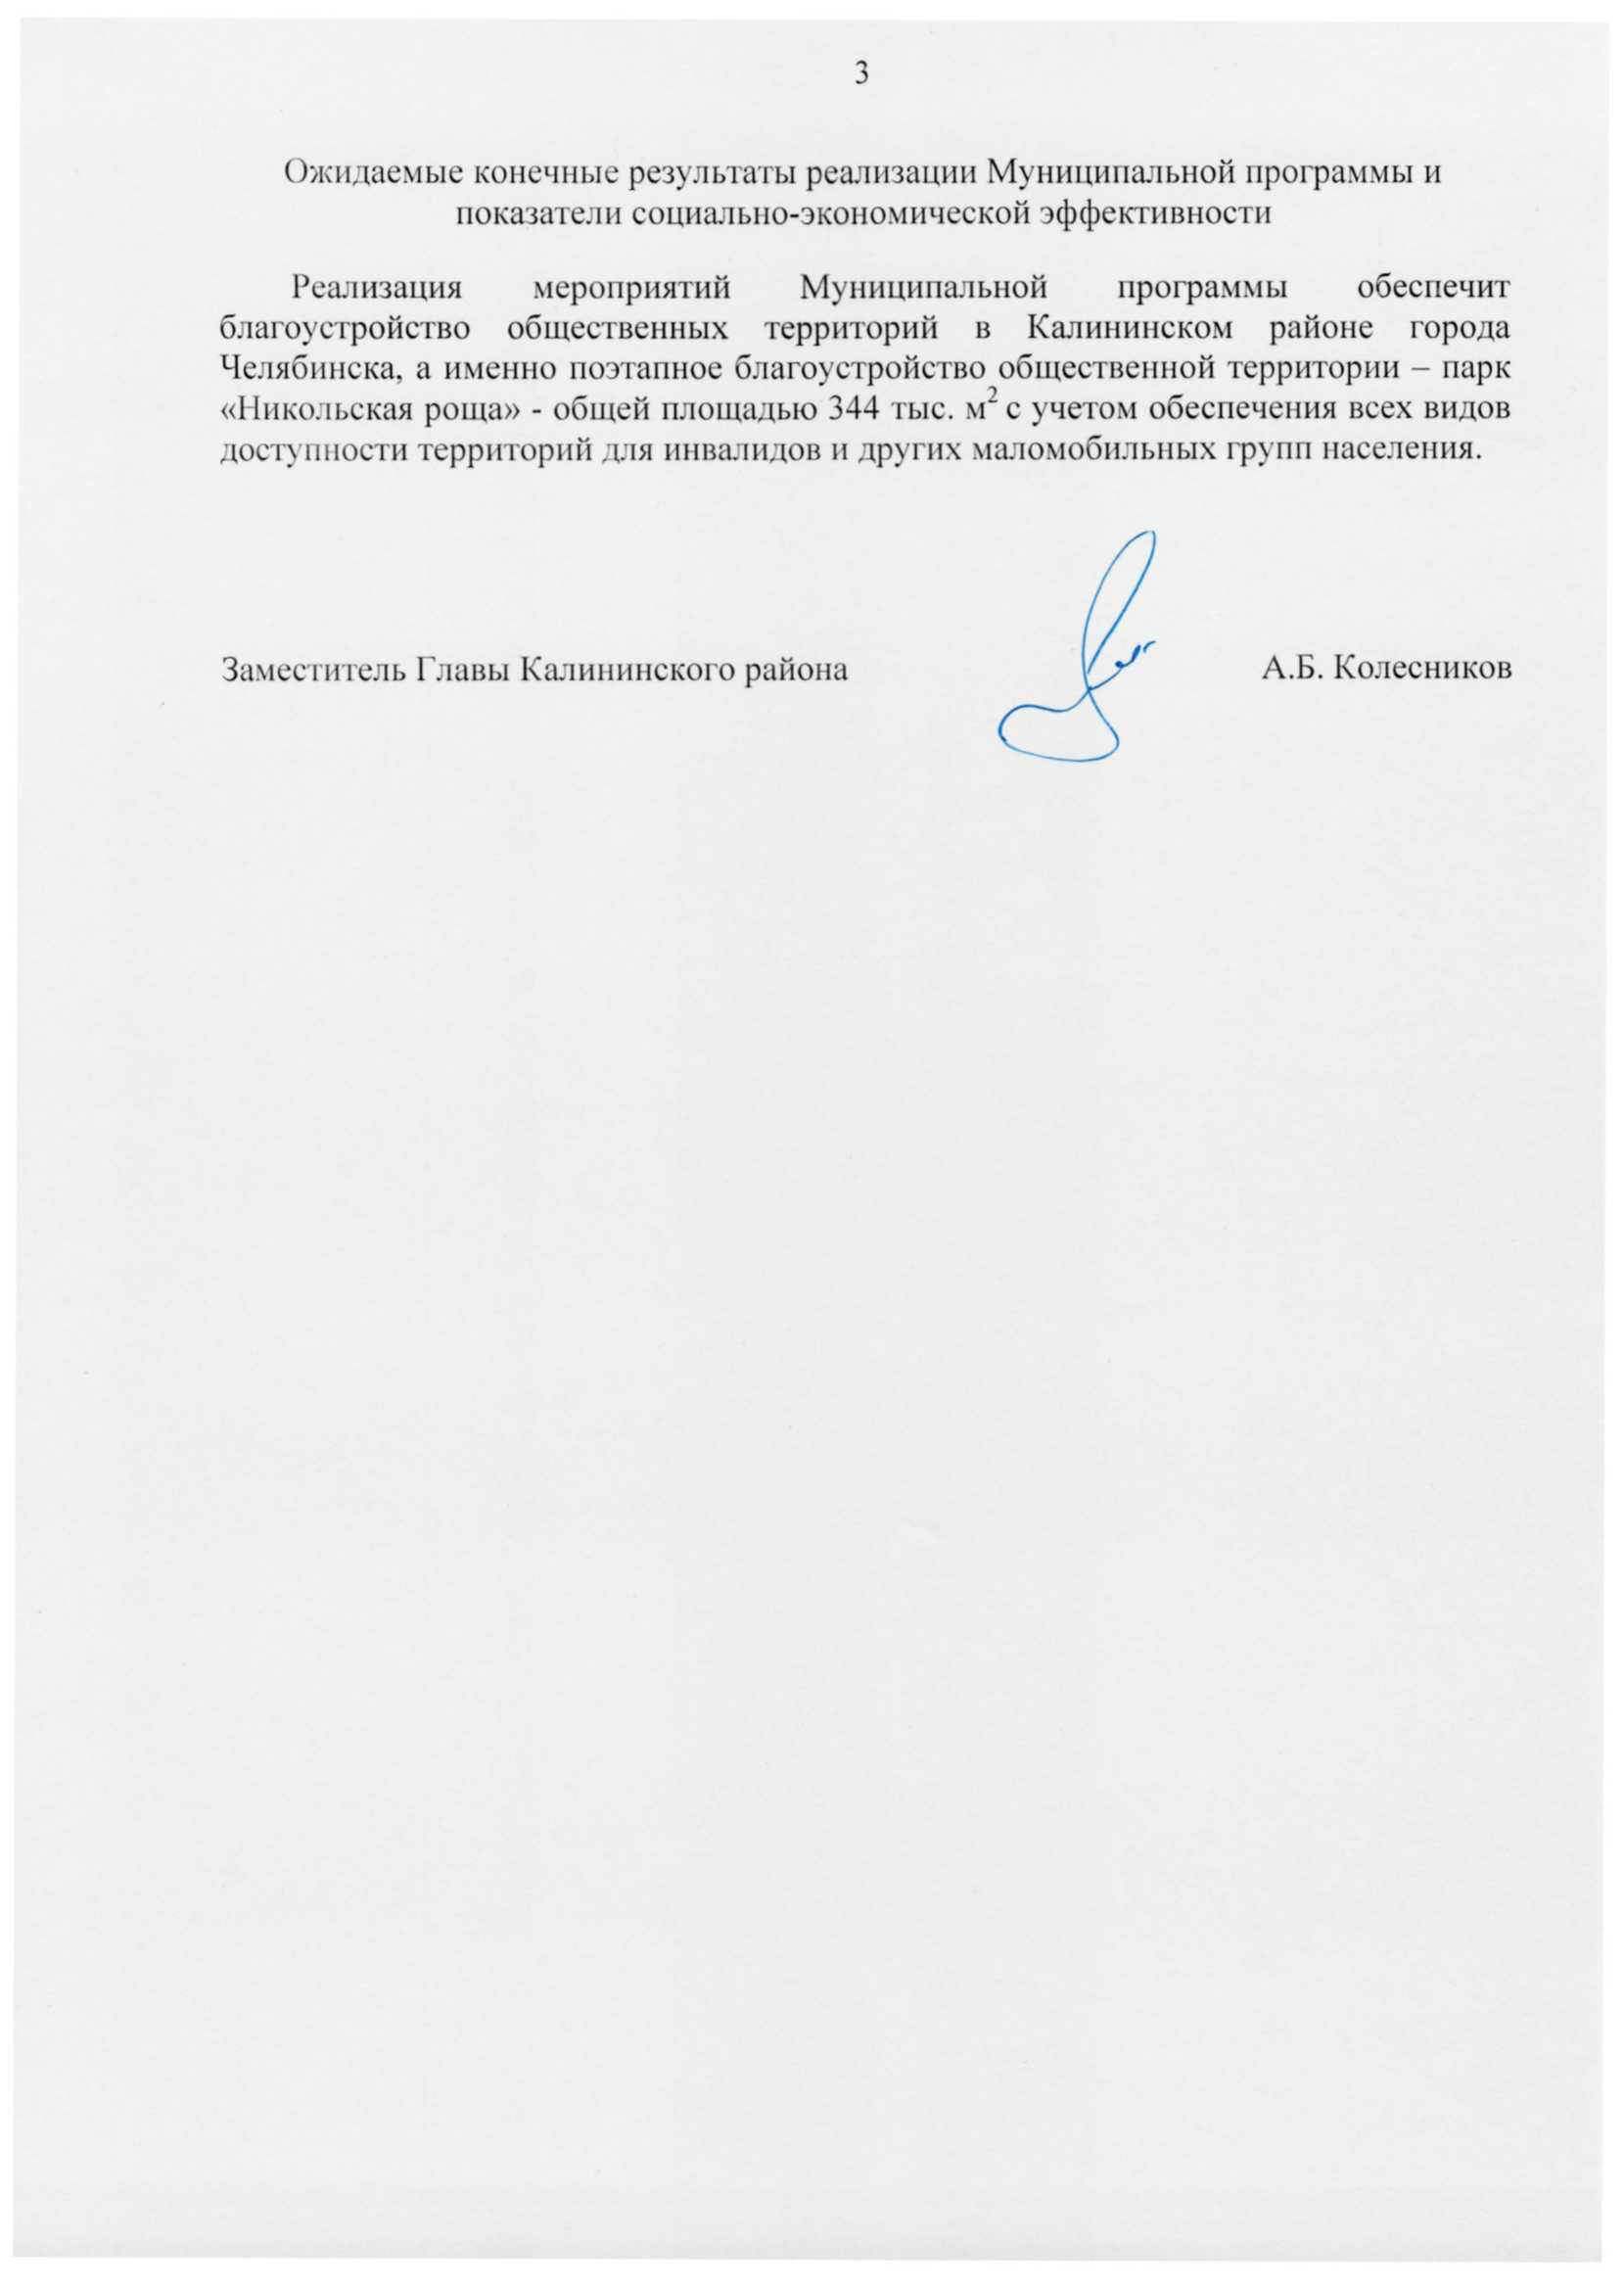 3
Ожидаемые конечные результаты реализации Муниципальной программы и
показатели социально-экономической эффективности
Реализация мероприятий Муниципальной программы обеспечит
благоустройство общественных территорий в Калининском районе города
Челябинска, а именно поэтапное благоустройство общественной территории – парк
«Никольская роща» - общей площадью 344 тыс. м² с учетом обеспечения всех видов
доступности территорий для инвалидов и других маломобильных групп населения.
Заместитель Главы Калининского района А.Б. Колесников